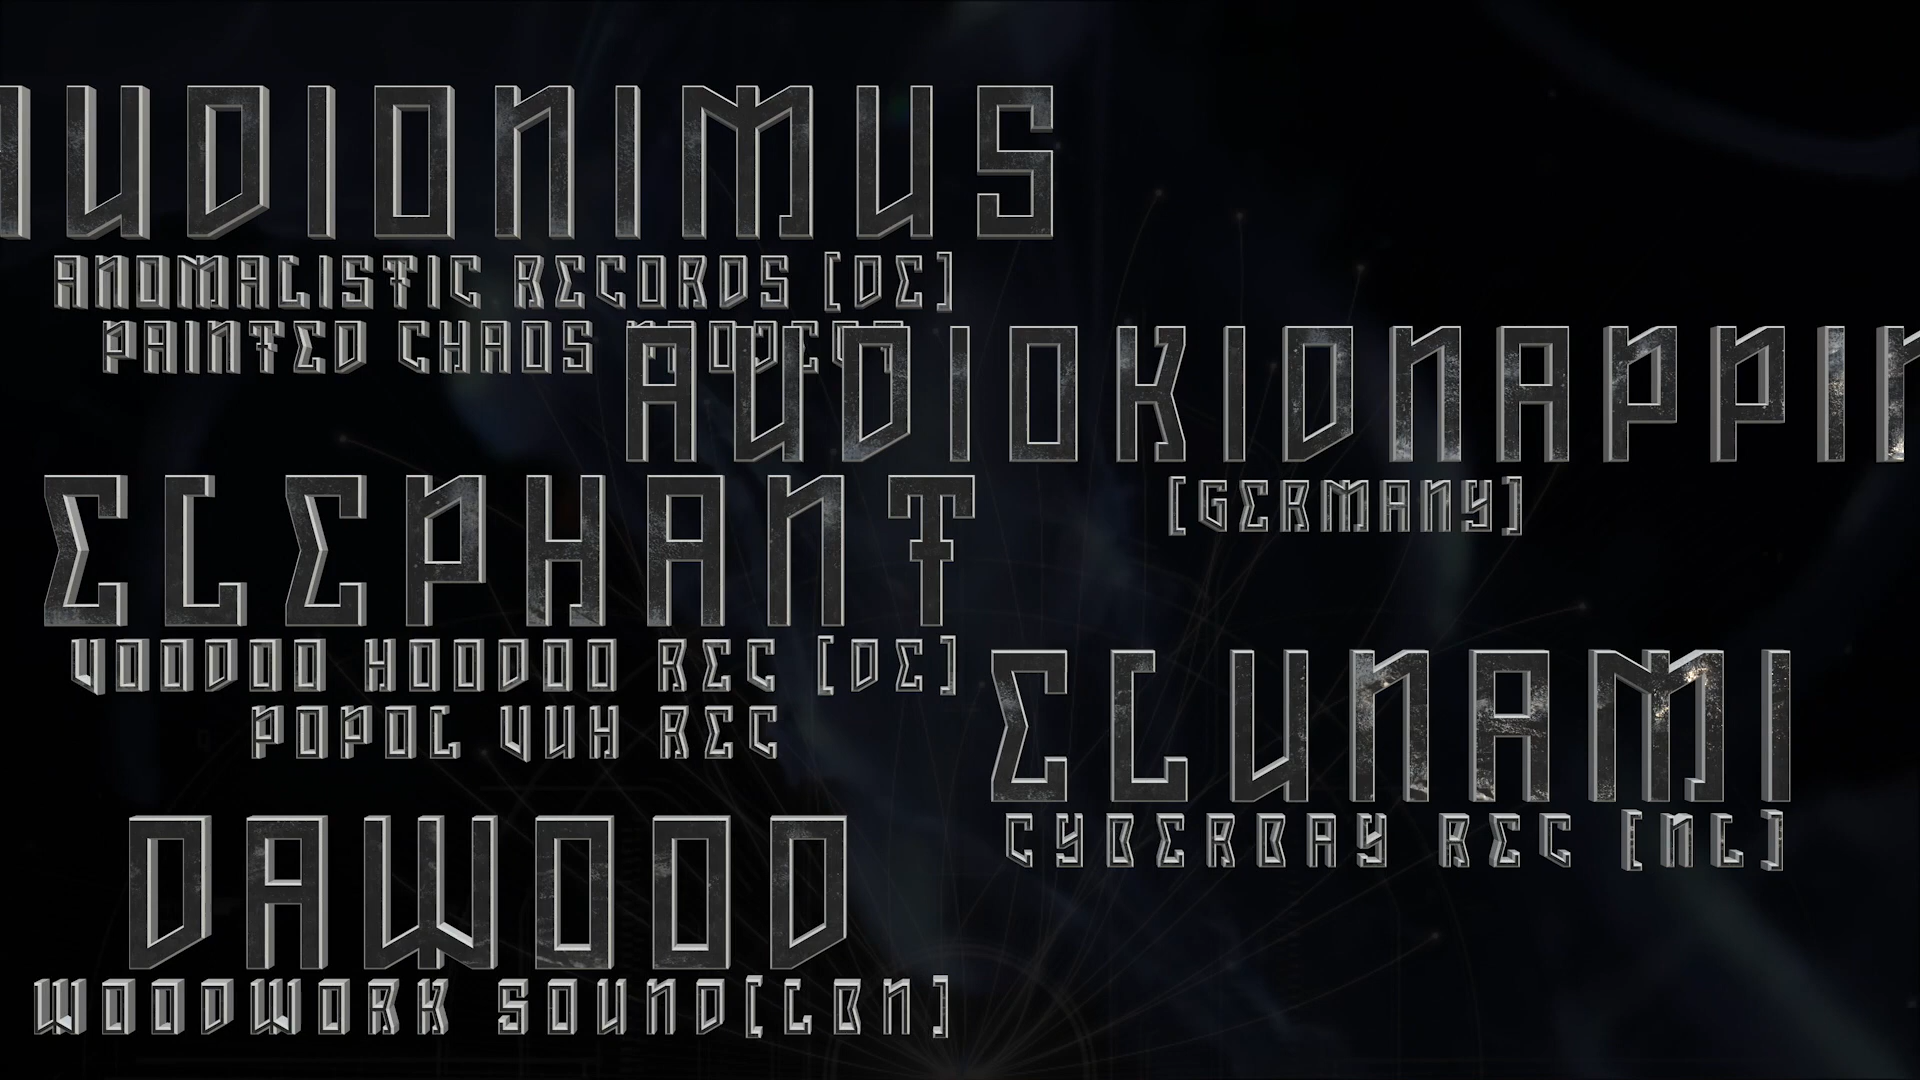 AUDIONIMUS
ANOMALISTIC RECORDS [DE]
PAINTED CHAOS
AUDIOKIDNAPPIN
[GERMANY]
ELEPHANT
VOODOO HOODOO REC [DE]
POPOL VUH REC
ELUNAMI
CYBERBAY REC [NL]
DAWOOD
WOODWORK SOUND[LBN]